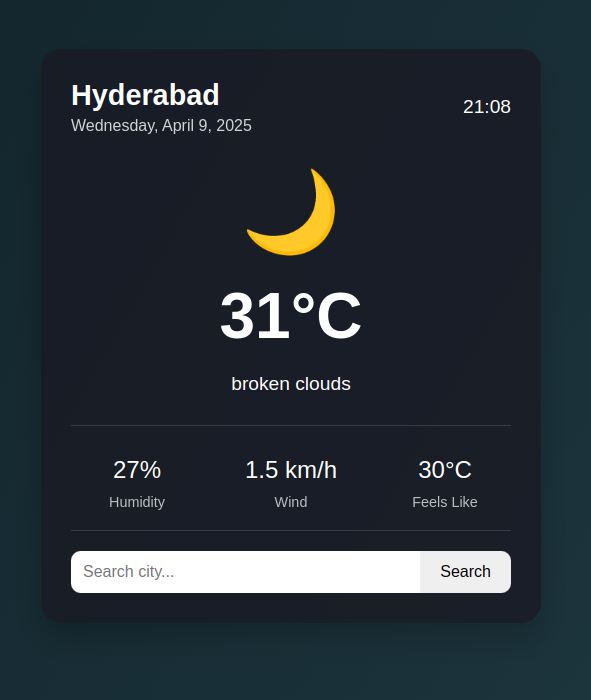 Hyderabad
Wednesday, April 9, 2025
21:08
31°C
broken clouds
27%
Humidity
1.5 km/h
Wind
30°C
Feels Like
Search city...
Search